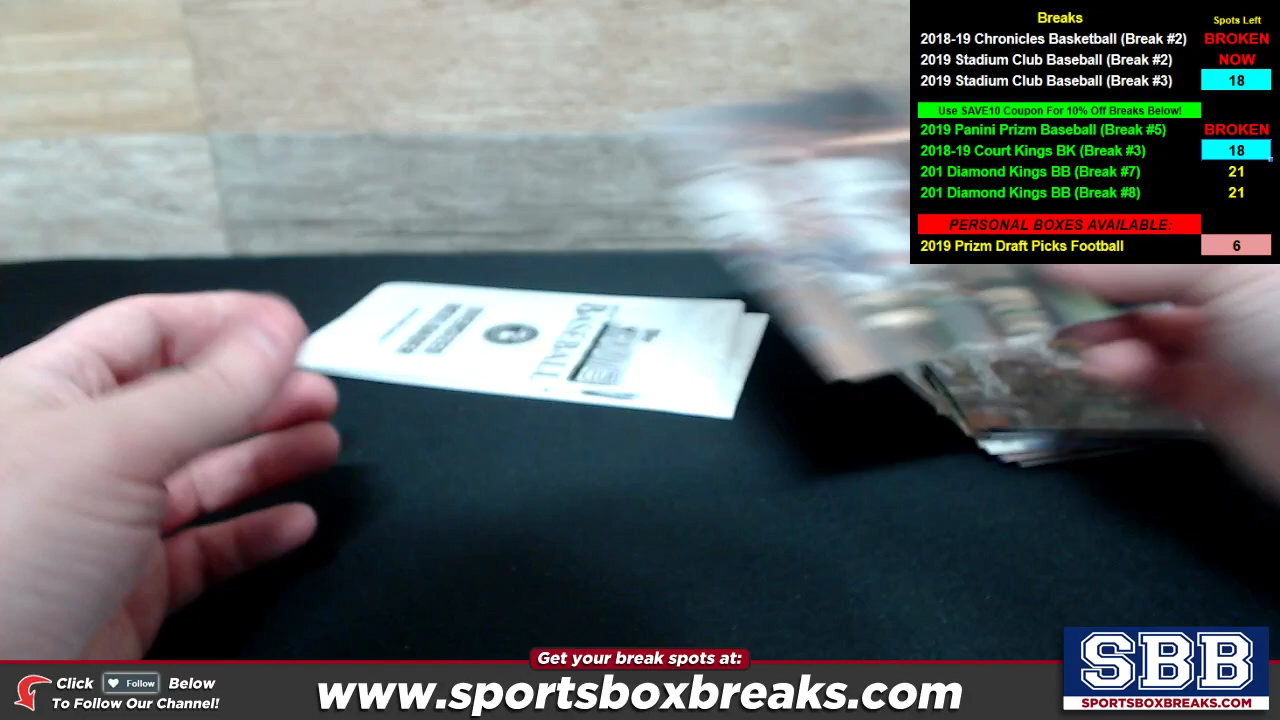 Breaks Spots Left
2018-19 Chronicles Basketball (Break #2) BROKEN
2019 Stadium Club Baseball (Break #2) NOW
2019 Stadium Club Baseball (Break #3) 18
Use SAVE10 Coupon For 10% Off Breaks Below!
2019 Panini Prizm Baseball (Break #5) BROKEN
2018-19 Court Kings BK (Break #3) 18
201 Diamond Kings BB (Break #7) 21
201 Diamond Kings BB (Break #8) 21
PERSONAL BOXES AVAILABLE:
2019 Prizm Draft Picks Football 6
BASEBALL
Get your break spots at:
Click Follow Below
To Follow Our Channel!
www.sportsboxbreaks.com
SBB
SPORTSBOXBREAKS.COM